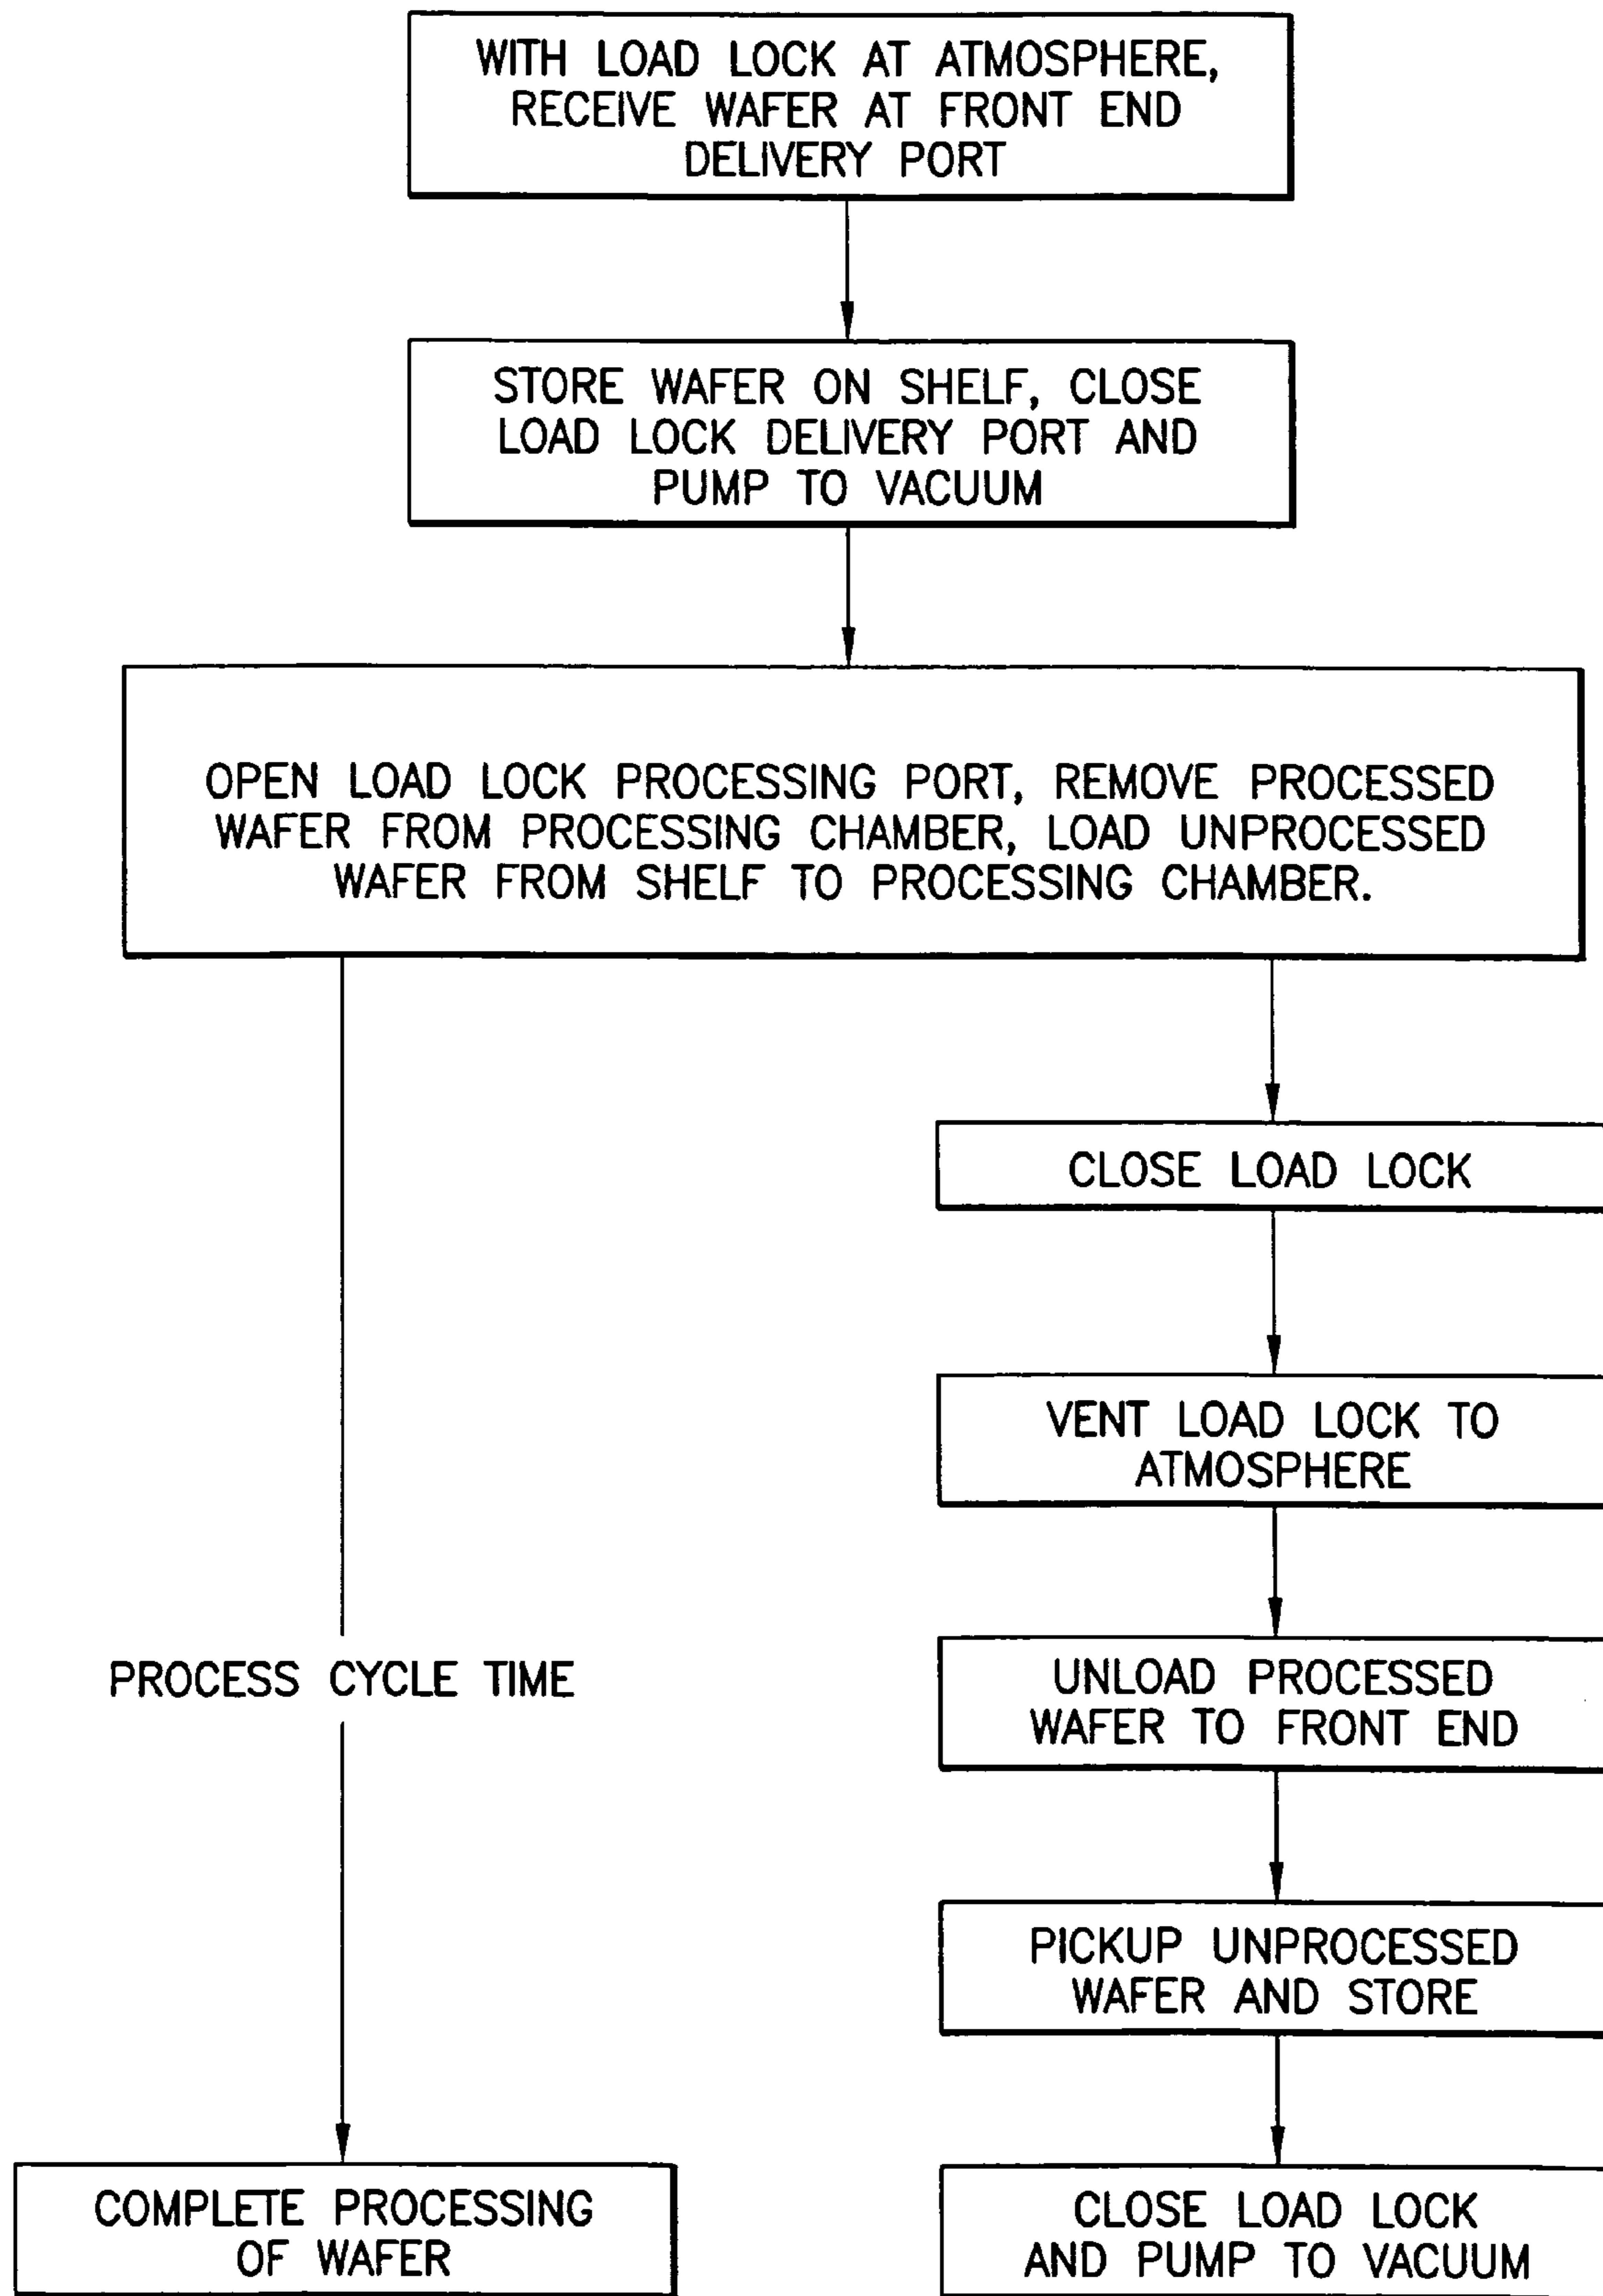 WITH LOAD LOCK AT ATMOSPHERE,
RECEIVE WAFER AT FRONT END
DELIVERY PORT
STORE WAFER ON SHELF, CLOSE
LOAD LOCK DELIVERY PORT AND
PUMP TO VACUUM
OPEN LOAD LOCK PROCESSING PORT, REMOVE PROCESSED
WAFER FROM PROCESSING CHAMBER, LOAD UNPROCESSED
WAFER FROM SHELF TO PROCESSING CHAMBER.
CLOSE LOAD LOCK
VENT LOAD LOCK TO
ATMOSPHERE
UNLOAD PROCESSED
WAFER TO FRONT END
PROCESS CYCLE TIME
PICKUP UNPROCESSED
WAFER AND STORE
COMPLETE PROCESSING
OF WAFER
CLOSE LOAD LOCK
AND PUMP TO VACUUM